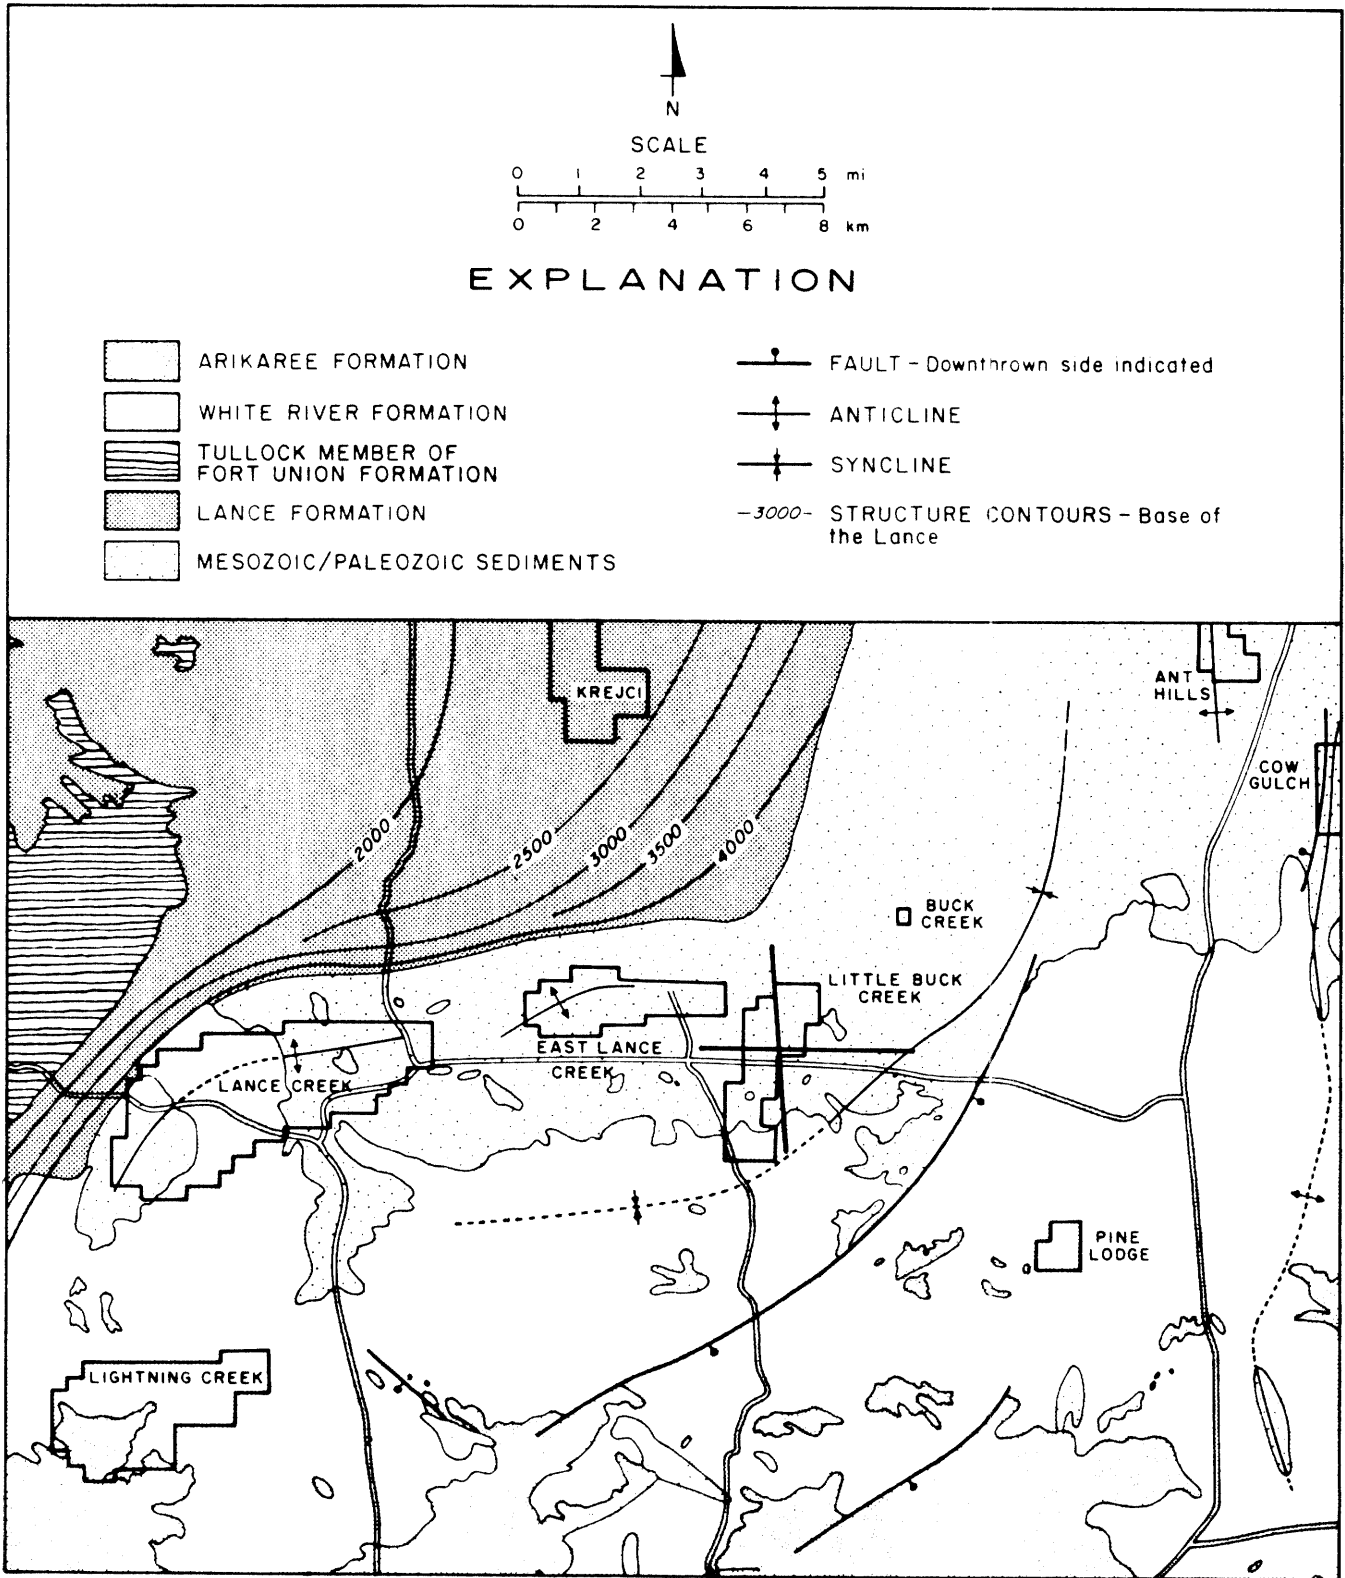 N
SCALE
0 1 2 3 4 5 mi
0 2 4 6 8 km
EXPLANATION
ARIKAREE FORMATION
WHITE RIVER FORMATION
TULLOCK MEMBER OF
FORT UNION FORMATION
LANCE FORMATION
MESOZOIC/PALEOZOIC SEDIMENTS
FAULT - Downthrown side indicated
ANTICLINE
SYNCLINE
-3000- STRUCTURE CONTOURS - Base of
the Lance
KREJCI
ANT
HILLS
COW
GULCH
2000
2500
3000
3500
4000
BUCK
CREEK
LITTLE BUCK
CREEK
EAST LANCE
CREEK
LANCE CREEK
PINE
LODGE
LIGHTNING CREEK